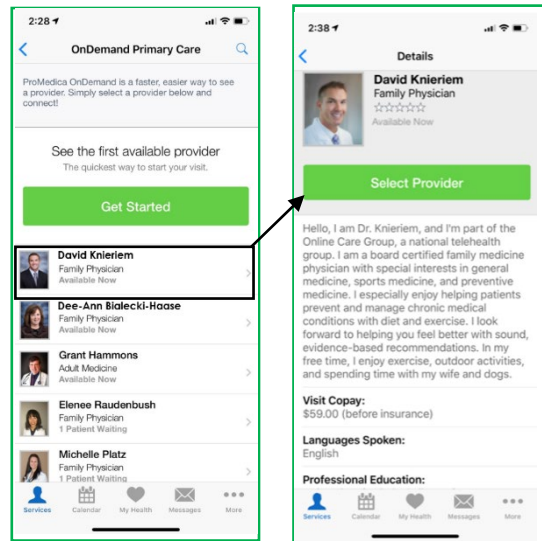 2:28
OnDemand Primary Care
ProMedica OnDemand is a faster, easier way to see
a provider. Simply select a provider below and
connect!
See the first available provider
The quickest way to start your visit.
Get Started
David Knieriem
Family Physician
Available Now
Dee-Ann Bialecki-Haase
Family Physician
Available Now
Grant Hammons
Adult Medicine
Available Now
Elenee Raudenbush
Family Physician
1 Patient Waiting
Michelle Platz
Family Physician
1 Patient Waiting
Services Calendar My Health Messages More
2:38
Details
David Knieriem
Family Physician
Available Now
Select Provider
Hello, I am Dr. Knieriem, and I'm part of the
Online Care Group, a national telehealth
group. I am a board certified family medicine
physician with special interests in general
medicine, sports medicine, and preventive
medicine. I especially enjoy helping patients
prevent and manage chronic medical
conditions with diet and exercise. I look
forward to helping you feel better with sound,
evidence-based recommendations. In my
free time, I enjoy exercise, outdoor activities,
and spending time with my wife and dogs.
Visit Copay:
$59.00 (before insurance)
Languages Spoken:
English
Professional Education:
Services Calendar My Health Messages More